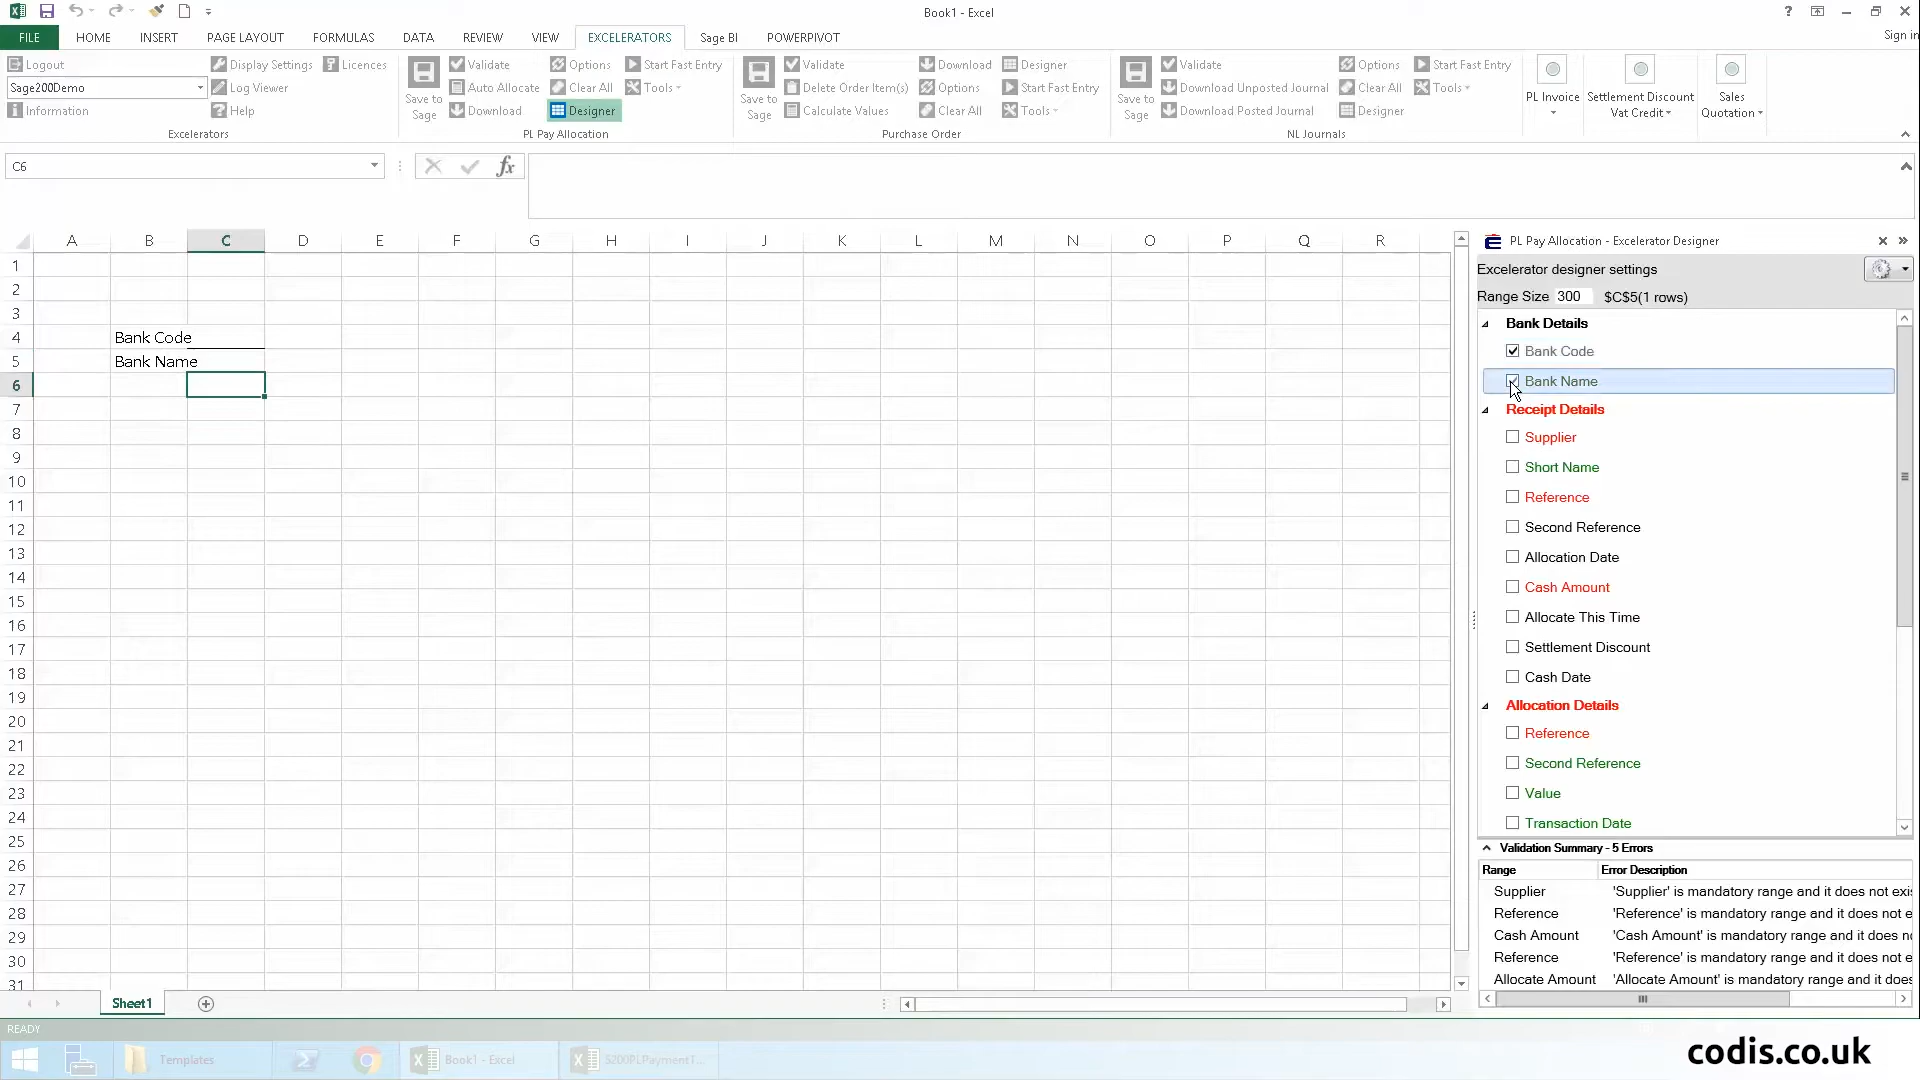 Book1 - Excel
Sign in
FILE HOME INSERT PAGE LAYOUT FORMULAS DATA REVIEW VIEW EXCELERATORS Sage BI POWERPIVOT
Logout Display Settings Licences
Sage200Demo Log Viewer
Information Help
Excelerators
Save to Sage
Validate Options Start Fast Entry
Auto Allocate Clear All Tools
Download Designer
PL Pay Allocation
Save to Sage
Validate Download Designer
Delete Order Item(s) Options Start Fast Entry
Calculate Values Clear All Tools
Purchase Order
Save to Sage
Validate Options Start Fast Entry
Download Unposted Journal Clear All Tools
Download Posted Journal Designer
NL Journals
PL Invoice
Settlement Discount Vat Credit
Sales Quotation
C6
fx
A B C D E F G H I J K L M N O P Q R
1
2
3
4 Bank Code
5 Bank Name
6
7
8
9
10
11
12
13
14
15
16
17
18
19
20
21
22
23
24
25
26
27
28
29
30
31
PL Pay Allocation - Excelerator Designer
Excelerator designer settings
Range Size 300 $C$5(1 rows)
Bank Details
Bank Code
Bank Name
Receipt Details
Supplier
Short Name
Reference
Second Reference
Allocation Date
Cash Amount
Allocate This Time
Settlement Discount
Cash Date
Allocation Details
Reference
Second Reference
Value
Transaction Date
Validation Summary - 5 Errors
Range Error Description
Supplier 'Supplier' is mandatory range and it does not exi
Reference 'Reference' is mandatory range and it does not e
Cash Amount 'Cash Amount' is mandatory range and it does n
Reference 'Reference' is mandatory range and it does not e
Allocate Amount 'Allocate Amount' is mandatory range and it does
Sheet1
READY
Templates
Book1 - Excel
S200PLPaymentT...
codis.co.uk